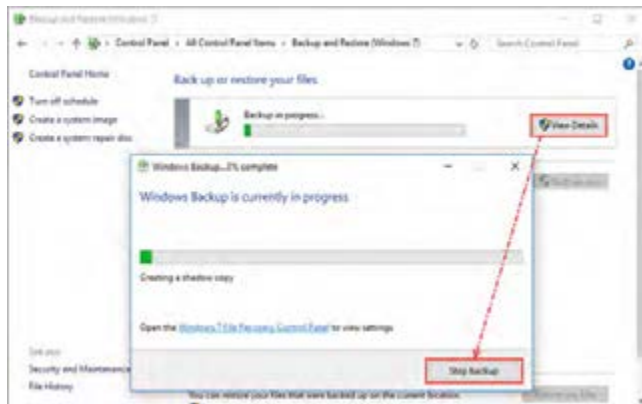 Backup and Restore (Windows 7)
Control Panel › All Control Panel Items › Backup and Restore (Windows 7)
Search Control Panel
Control Panel Home
Back up or restore your files
Turn off schedule
Create a system image
Create a system repair disc
Backup in progress...
View Details
Windows Backup...2% complete
Windows Backup is currently in progress
Creating a shadow copy
Open the Windows 7 File Recovery Control Panel to view settings
Stop backup
See also
Security and Maintenance
File History
You can restore your files that were backed up on the current location.